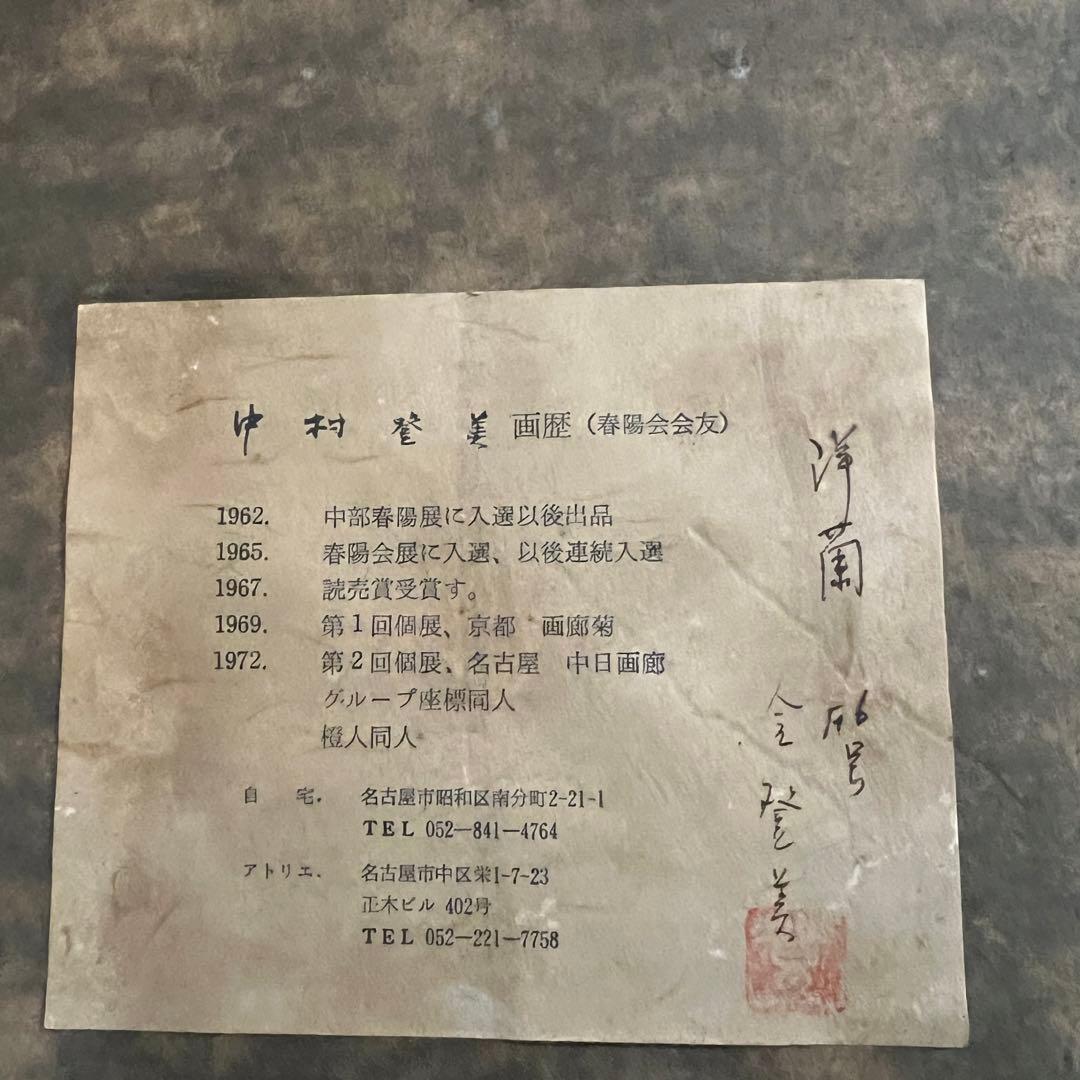 中村登美画歴（春陽会会友）
1962. 中部春陽展に入選以後出品
1965. 春陽会展に入選、以後連続入選
1967. 読売賞受賞す。
1969. 第1回個展、京都 画廊菊
1972. 第2回個展、名古屋 中日画廊
グループ座標同人
橙人同人
自 宅. 名古屋市昭和区南分町2-21-1
TEL 052-841-4764
アトリエ. 名古屋市中区栄1-7-23
正木ビル 402号
TEL 052-221-7758
洋蘭 F6号
登美